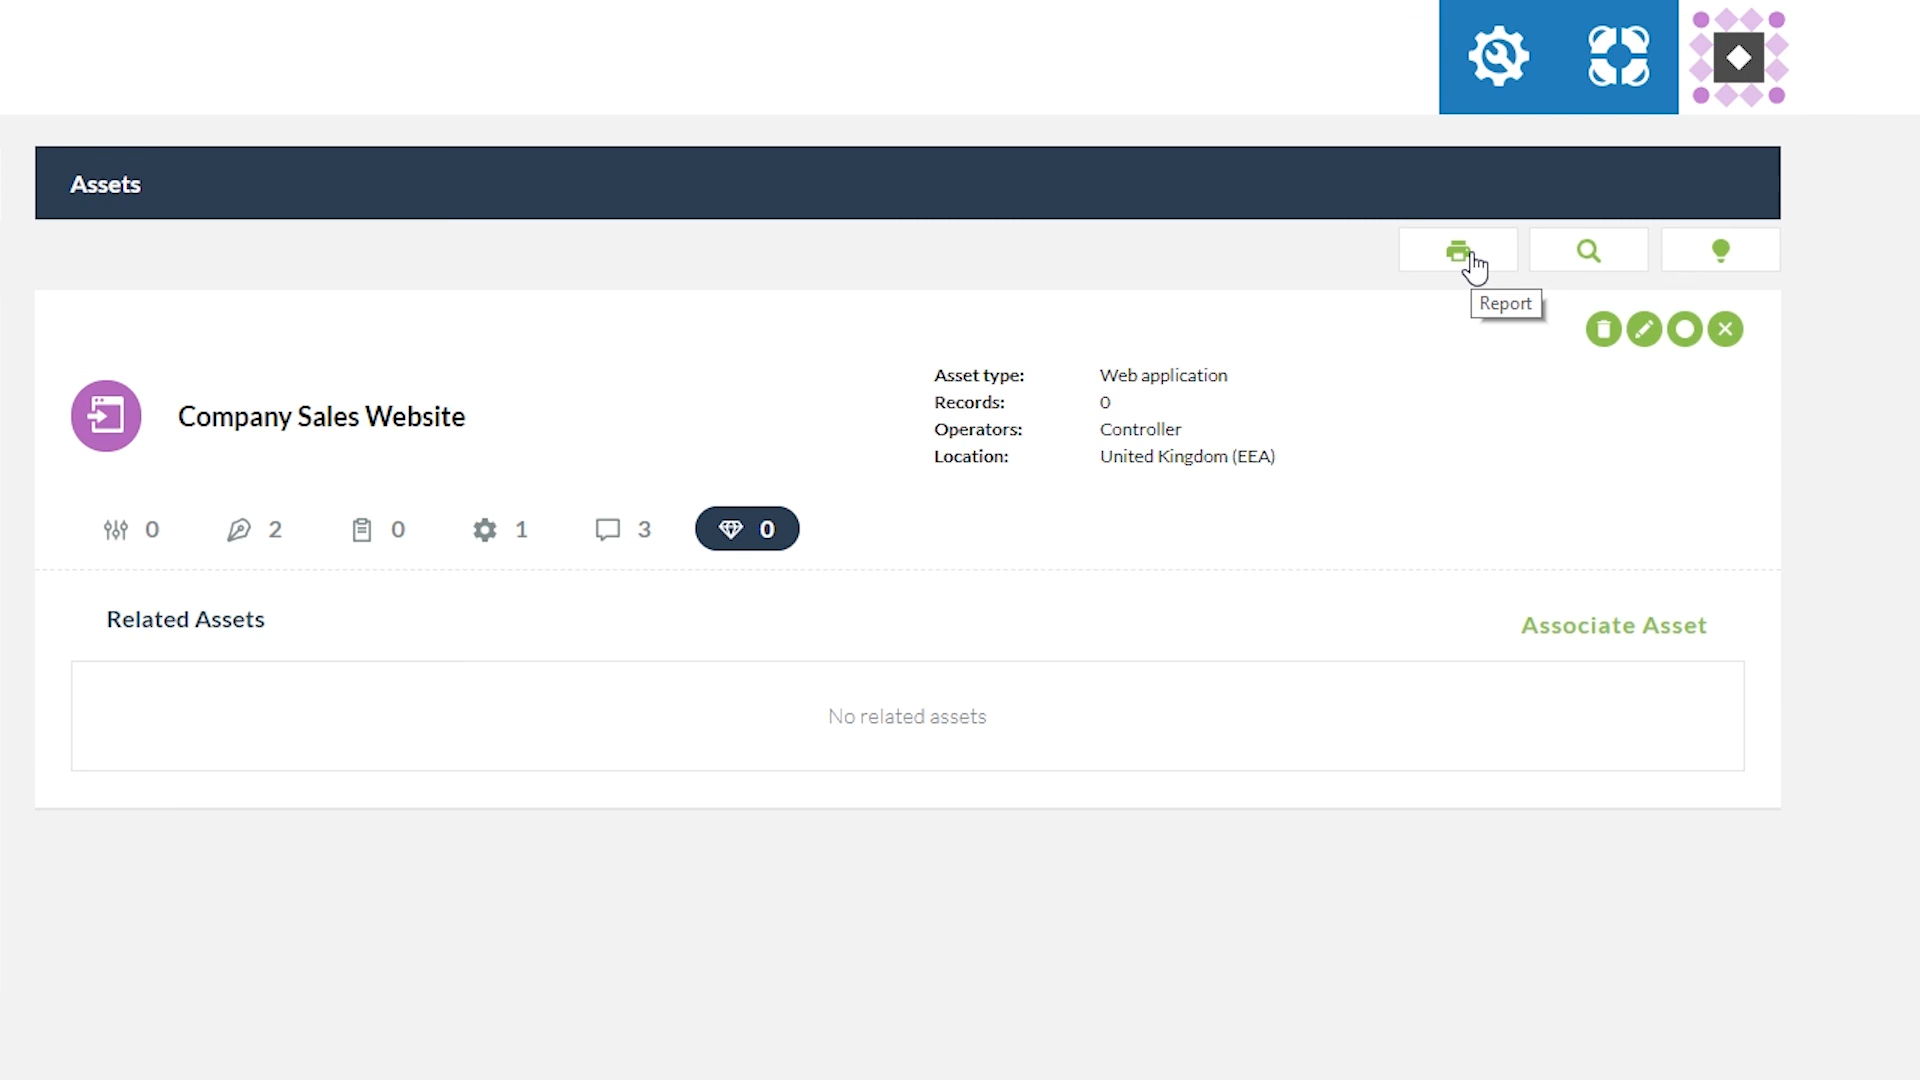 Assets
Report
Company Sales Website
Asset type: Web application
Records: 0
Operators: Controller
Location: United Kingdom (EEA)
0 2 0 1 3 0
Related Assets
Associate Asset
No related assets